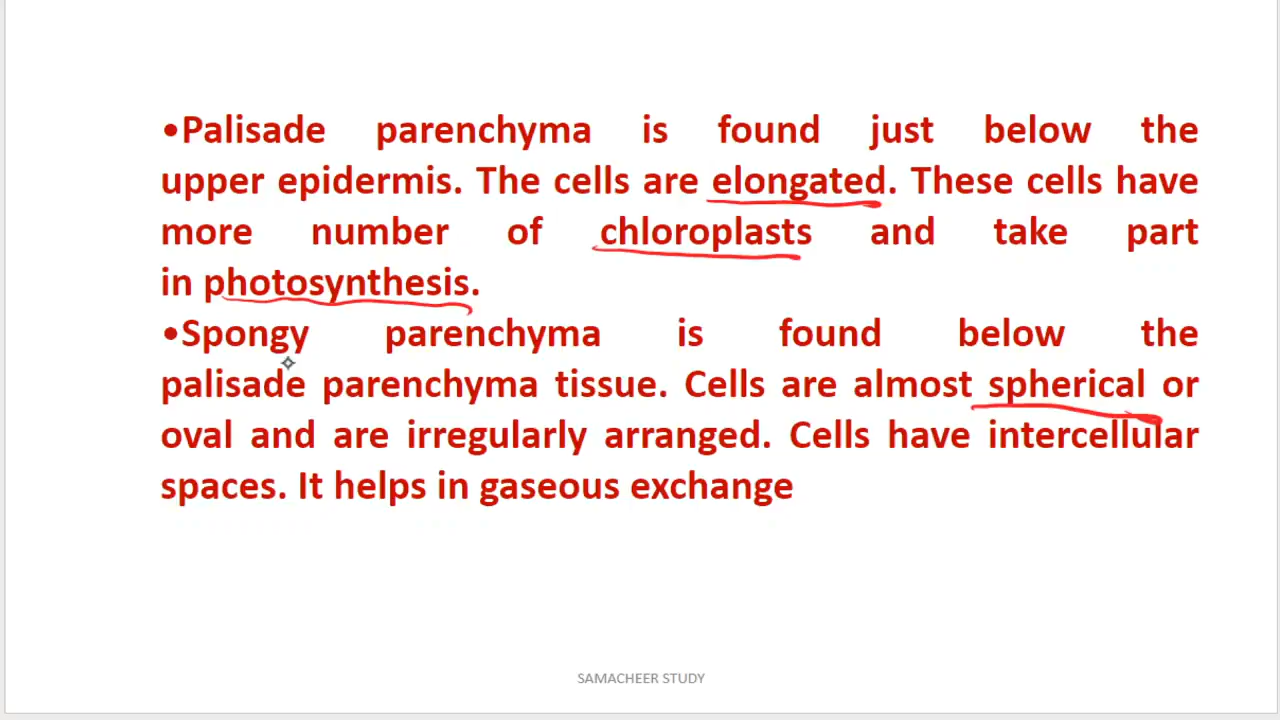 •Palisade parenchyma is found just below the
upper epidermis. The cells are elongated. These cells have
more number of chloroplasts and take part
in photosynthesis.
•Spongy parenchyma is found below the
palisade parenchyma tissue. Cells are almost spherical or
oval and are irregularly arranged. Cells have intercellular
spaces. It helps in gaseous exchange
SAMACHEER STUDY